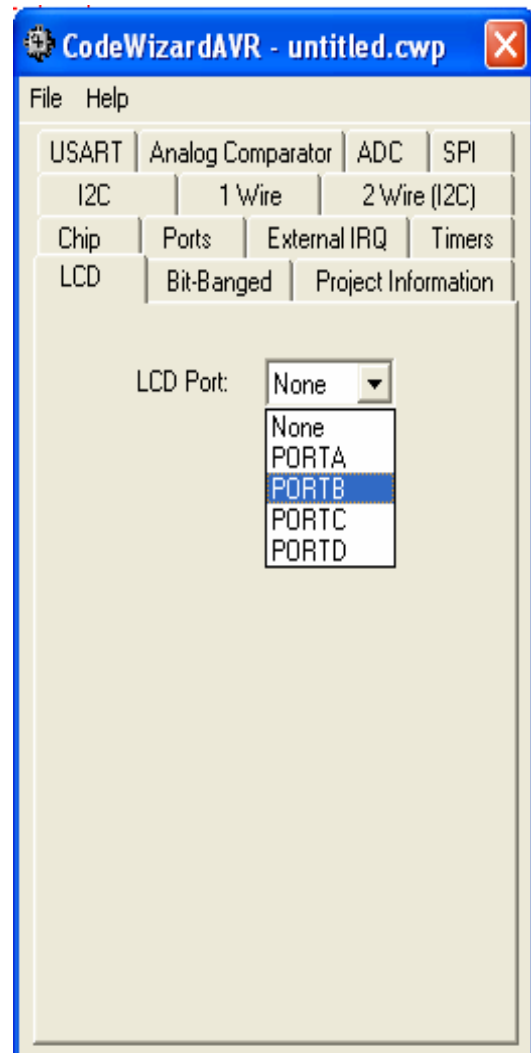 CodeWizardAVR - untitled.cwp
File Help
USART Analog Comparator ADC SPI
I2C 1 Wire 2 Wire (I2C)
Chip Ports External IRQ Timers
LCD Bit-Banged Project Information
LCD Port: None
None
PORTA
PORTB
PORTC
PORTD